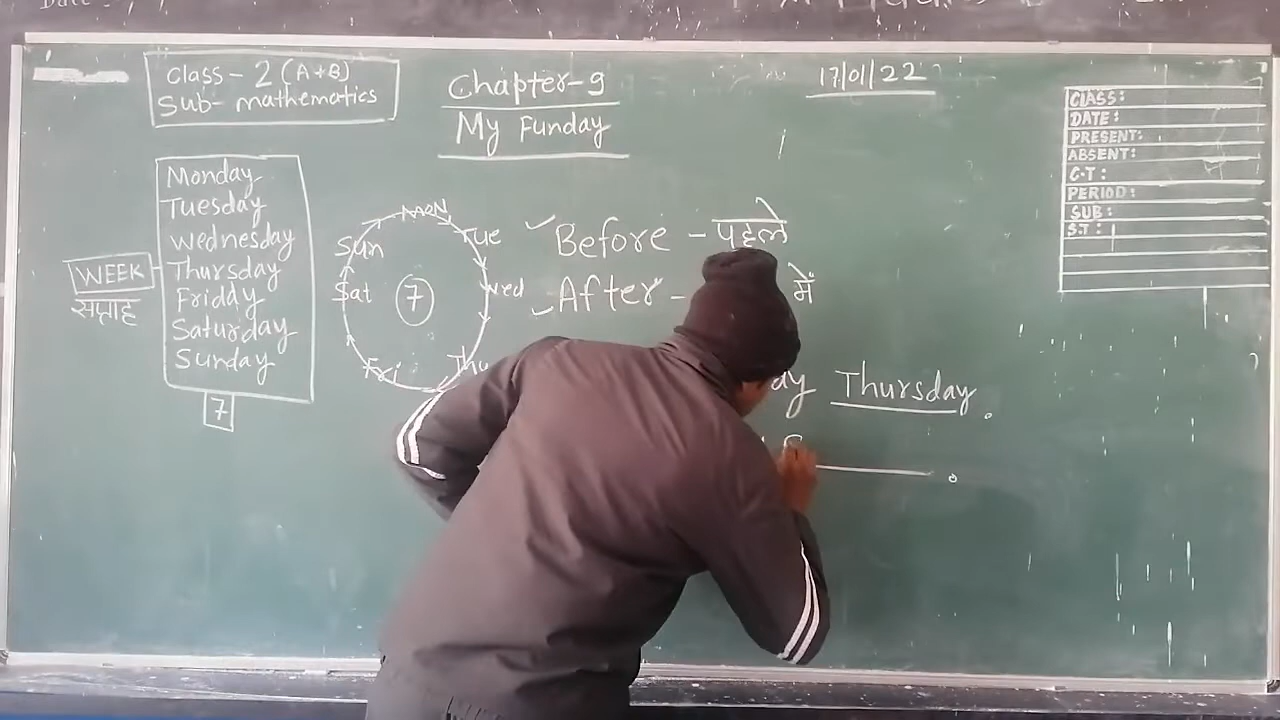 Class - 2 (A+B)
Sub- mathematics
Chapter-9
My Funday
17/01/22
CLASS:
DATE:
PRESENT:
ABSENT:
C.T:
PERIOD:
SUB:
S.T:
WEEK
सप्ताह
Monday
Tuesday
Wednesday
Thursday
Friday
Saturday
Sunday
7
MON
Tue
Wed
Thu
Fri
Sat
Sun
7
Before - पहले
After - में
ay Thursday.